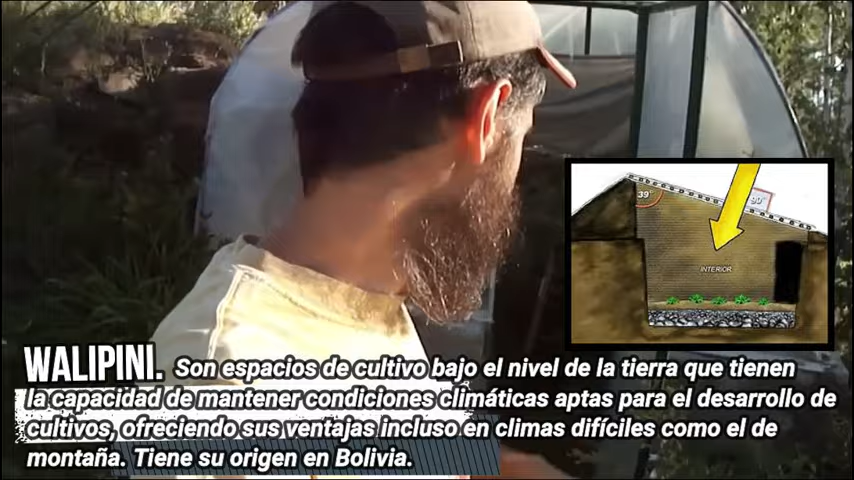 39°
90°
INTERIOR
WALIPINI. Son espacios de cultivo bajo el nivel de la tierra que tienen
la capacidad de mantener condiciones climáticas aptas para el desarrollo de
cultivos, ofreciendo sus ventajas incluso en climas difíciles como el de
montaña. Tiene su origen en Bolivia.